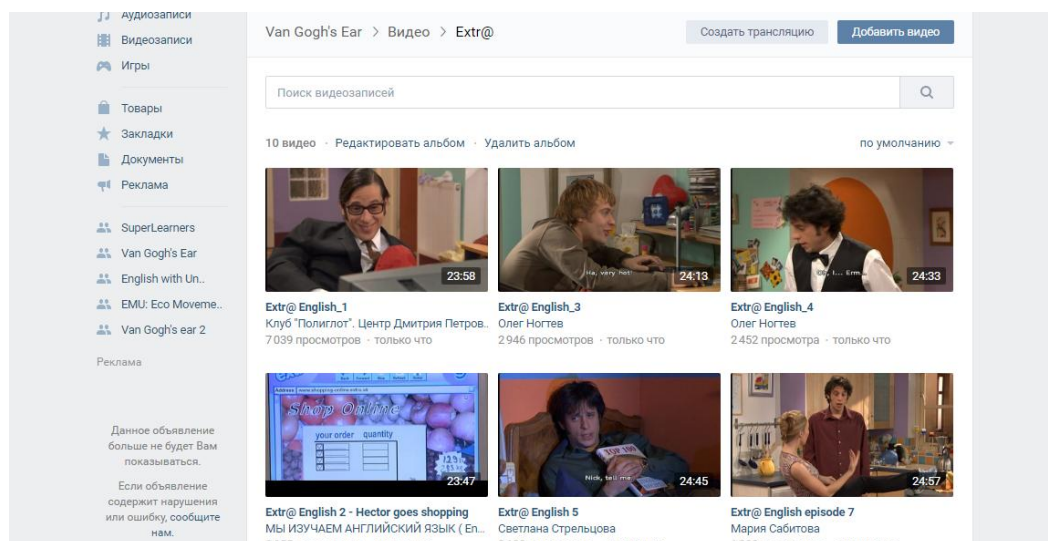 Аудиозаписи
Видеозаписи
Игры
Товары
Закладки
Документы
Реклама
SuperLearners
Van Gogh's Ear
English with Un..
EMU: Eco Moveme..
Van Gogh's ear 2
Реклама
Данное объявление
больше не будет Вам
показываться.
Если объявление
содержит нарушения
или ошибку, сообщите
нам.
Van Gogh's Ear > Видео > Extr@
Создать трансляцию
Добавить видео
Поиск видеозаписей
10 видео · Редактировать альбом · Удалить альбом
по умолчанию
23:58
Ha, very hot!
24:13
24:33
Extr@ English_1
Клуб "Полиглот". Центр Дмитрия Петров..
7 039 просмотров · только что
Extr@ English_3
Олег Ногтев
2 946 просмотров · только что
Extr@ English_4
Олег Ногтев
2 452 просмотра · только что
Shop Online
your order quantity
23:47
Nick, tell me
24:45
24:57
Extr@ English 2 - Hector goes shopping
МЫ ИЗУЧАЕМ АНГЛИЙСКИЙ ЯЗЫК ( En...
Extr@ English 5
Светлана Стрельцова
Extr@ English episode 7
Мария Сабитова